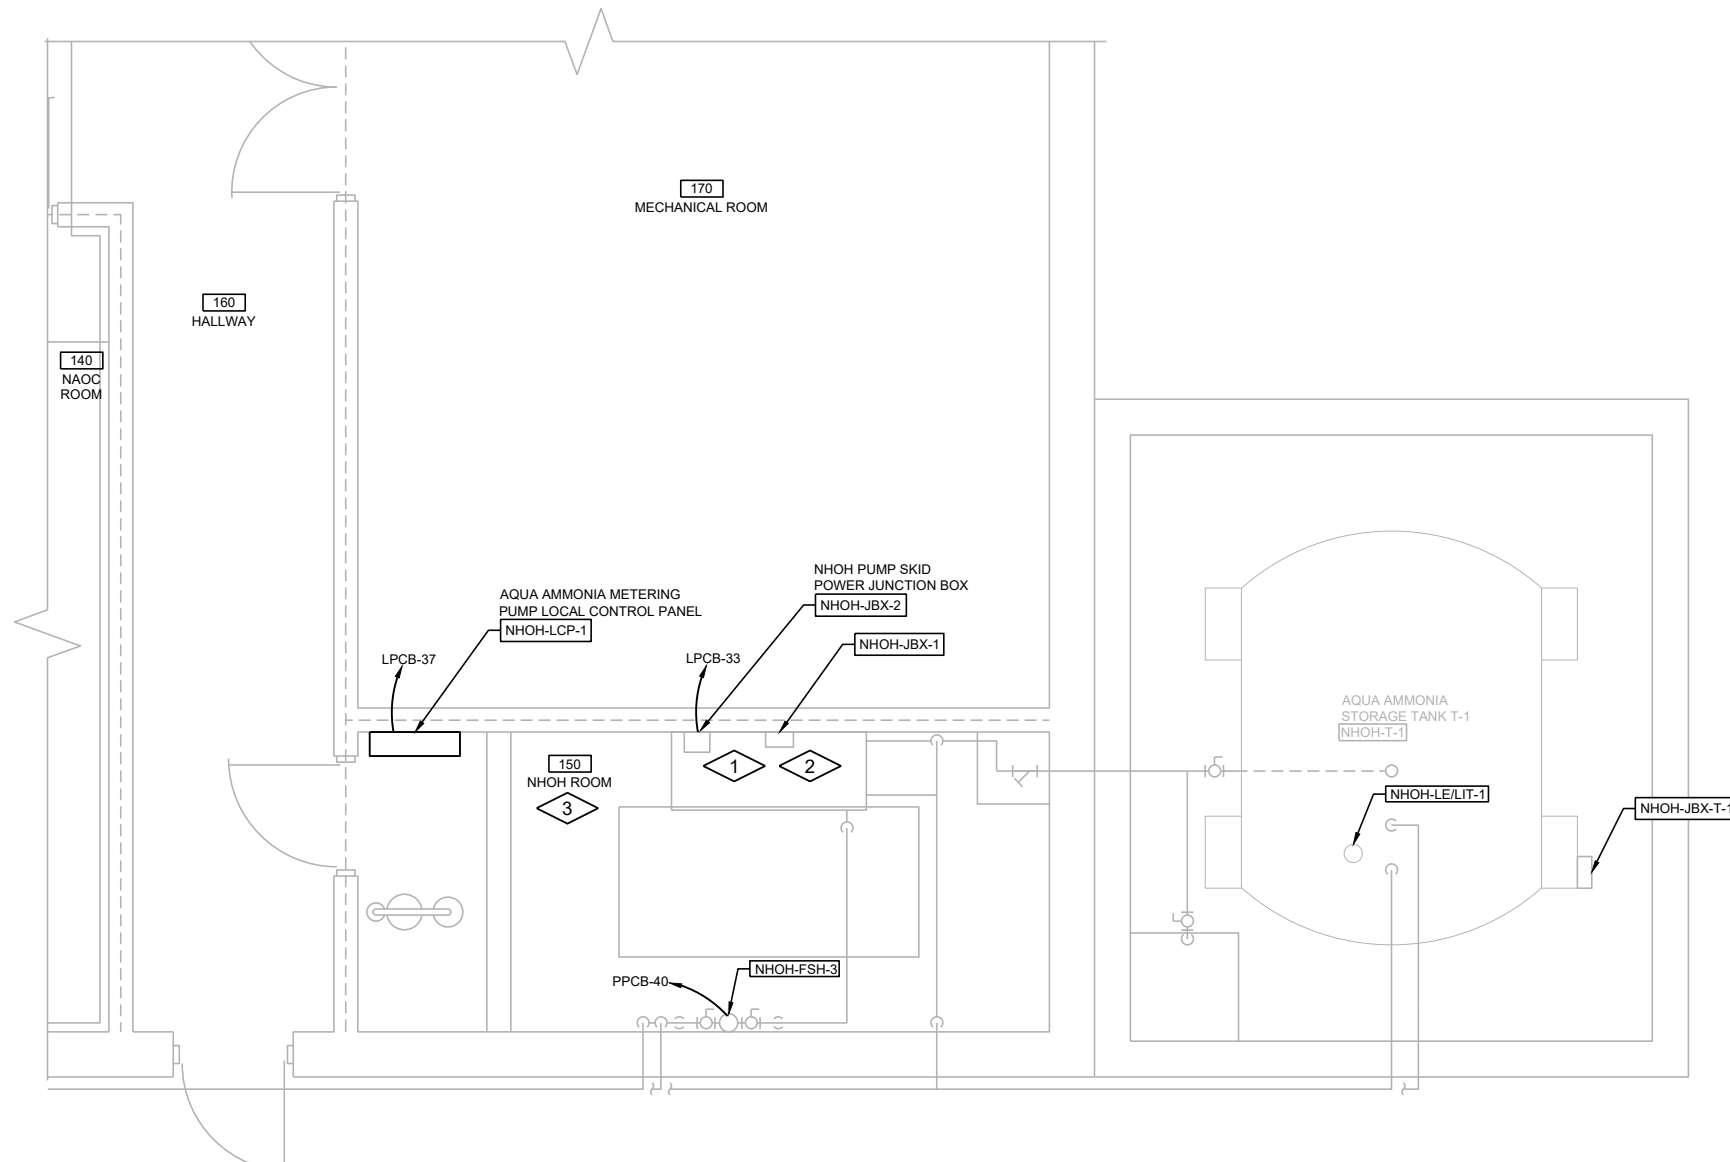 170
MECHANICAL ROOM
160
HALLWAY
140
NAOC
ROOM
NHOH PUMP SKID
POWER JUNCTION BOX
NHOH-JBX-2
AQUA AMMONIA METERING
PUMP LOCAL CONTROL PANEL
NHOH-LCP-1
NHOH-JBX-1
LPCB-37
LPCB-33
AQUA AMMONIA
STORAGE TANK T-1
NHOH-T-1
150
NHOH ROOM
1
2
3
NHOH-LE/LIT-1
NHOH-JBX-T-1
NHOH-FSH-3
PPCB-40